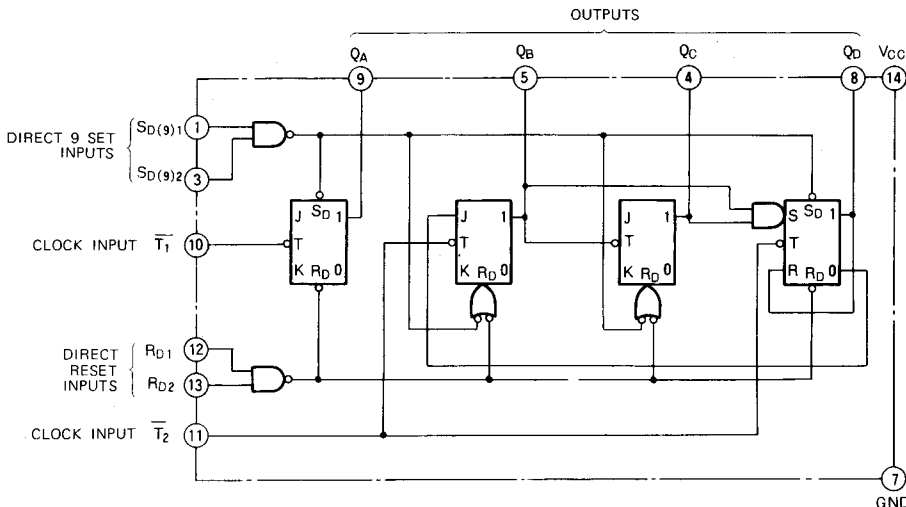 OUTPUTS
QA QB QC QD VCC
9 5 4 8 14
DIRECT 9 SET INPUTS
SD(9)1 1
SD(9)2 3
CLOCK INPUT T̅1̅ 10
J SD 1
T
K RD 0
J 1
T
K RD 0
J 1
T
K RD 0
S SD 1
T
R RD 0
DIRECT RESET INPUTS
RD1 12
RD2 13
CLOCK INPUT T̅2̅ 11
7
GND